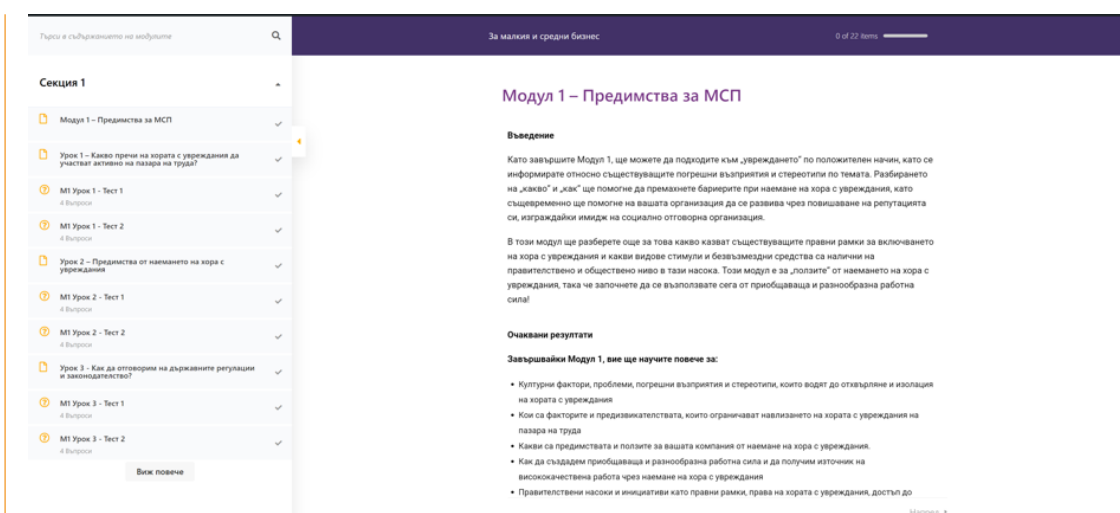 Търси в съдържанието на модулите
За малкия и средни бизнес
0 of 22 items
Секция 1
Модул 1 – Предимства за МСП
Урок 1 – Какво пречи на хората с увреждания да
участват активно на пазара на труда?
М1 Урок 1 - Тест 1
4 Въпроси
М1 Урок 1 - Тест 2
4 Въпроси
Урок 2 – Предимства от наемането на хора с
увреждания
М1 Урок 2 - Тест 1
4 Въпроси
М1 Урок 2 - Тест 2
4 Въпроси
Урок 3 - Как да отговорим на държавните регулации
и законодателство?
М1 Урок 3 - Тест 1
4 Въпроси
М1 Урок 3 - Тест 2
4 Въпроси
Виж повече
Модул 1 – Предимства за МСП
Въведение
Като завършите Модул 1, ще можете да подходите към „увреждането" по положителен начин, като се
информирате относно съществуващите погрешни възприятия и стереотипи по темата. Разбирането
на „какво" и „как" ще помогне да премахнете бариерите при наемане на хора с увреждания, като
същевременно ще помогне на вашата организация да се развива чрез повишаване на репутацията
си, изграждайки имидж на социално отговорна организация.
В този модул ще разберете още за това какво казват съществуващите правни рамки за включването
на хора с увреждания и какви видове стимули и безвъзмездни средства са налични на
правителствено и обществено ниво в тази насока. Този модул е за „ползите" от наемането на хора с
увреждания, така че започнете да се възползвате сега от приобщаваща и разнообразна работна
сила!
Очаквани резултати
Завършвайки Модул 1, вие ще научите повече за:
• Културни фактори, проблеми, погрешни възприятия и стереотипи, които водят до отхвърляне и изолация
на хората с увреждания
• Кои са факторите и предизвикателствата, които ограничават навлизането на хората с увреждания на
пазара на труда
• Какви са предимствата и ползите за вашата компания от наемане на хора с увреждания.
• Как да създадем приобщаваща и разнообразна работна сила и да получим източник на
висококачествена работа чрез наемане на хора с увреждания
• Правителствени насоки и инициативи като правни рамки, права на хората с увреждания, достъп до